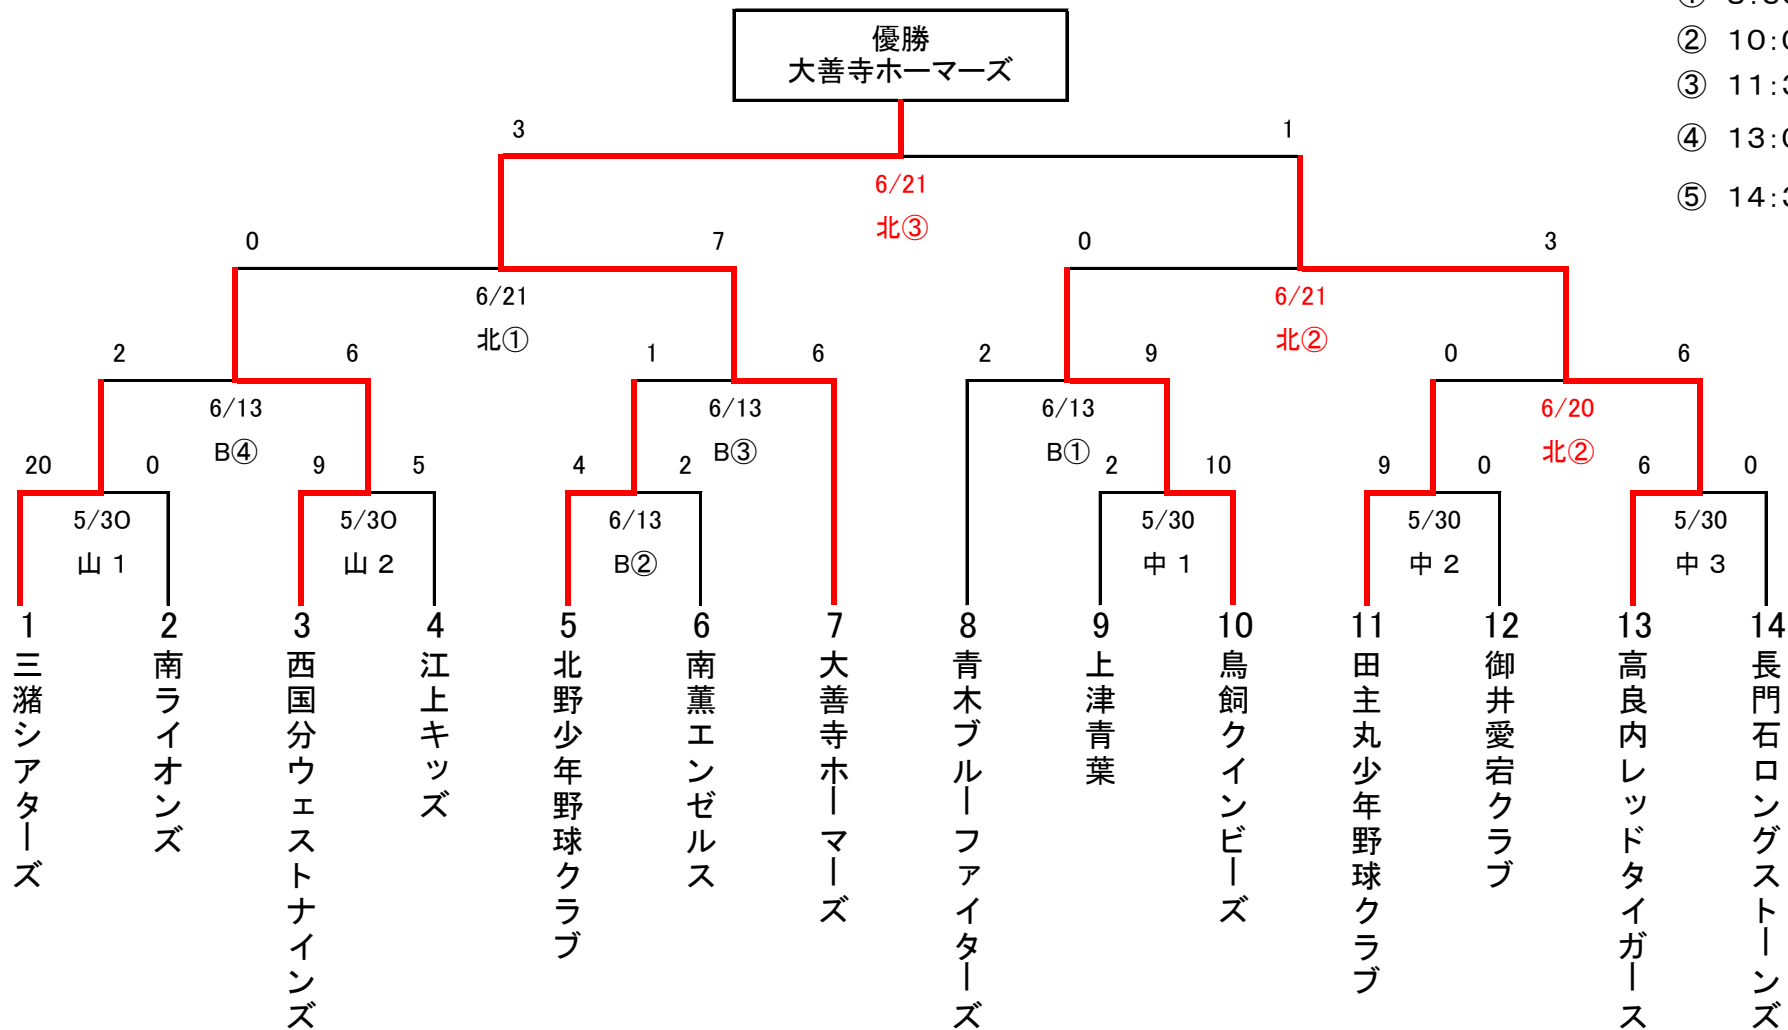 優勝
大善寺ホーマーズ
② 10:
③ 11:
④ 13:
⑤ 14:
3 1
6/21
北③
0 7 0 3
6/21 6/21
北① 北②
2 6 1 6 2 9 0 6
6/13 6/13 6/13 6/20
B④ B③ B① 北②
20 0 9 5 4 2 2 10 9 0 6 0
5/30 5/30 6/13 5/30 5/30 5/30
山 1 山 2 B② 中 1 中 2 中 3
1 2 3 4 5 6 7 8 9 10 11 12 13 14
三潴シアターズ
南ライオンズ
西国分ウェストナインズ
江上キッズ
北野少年野球クラブ
南薫エンゼルス
大善寺ホーマーズ
青木ブルーファイターズ
上津青葉
鳥飼クインビーズ
田主丸少年野球クラブ
御井愛宕クラブ
高良内レッドタイガース
長門石ロングストーンズ